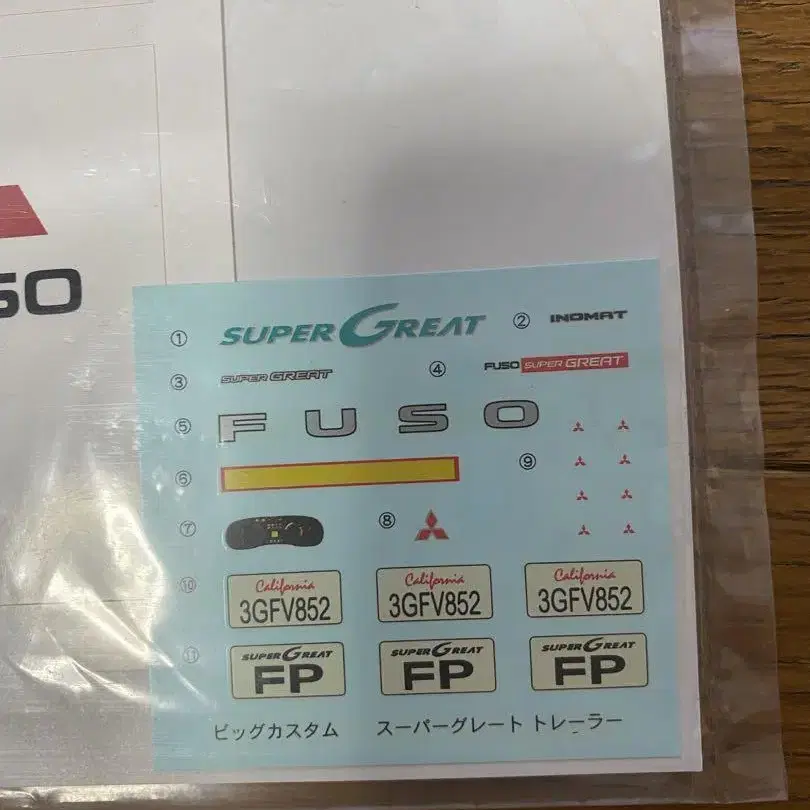 SO
① SUPER GREAT ② INOMAT
③ SUPER GREAT ④ FUSO SUPER GREAT
⑤ FUSO
⑥ ⑨
⑦ ⑧
⑩ California California California
3GFV852 3GFV852 3GFV852
⑪ SUPER GREAT SUPER GREAT SUPER GREAT
FP FP FP
ビッグカスタム スーパーグレート トレーラー